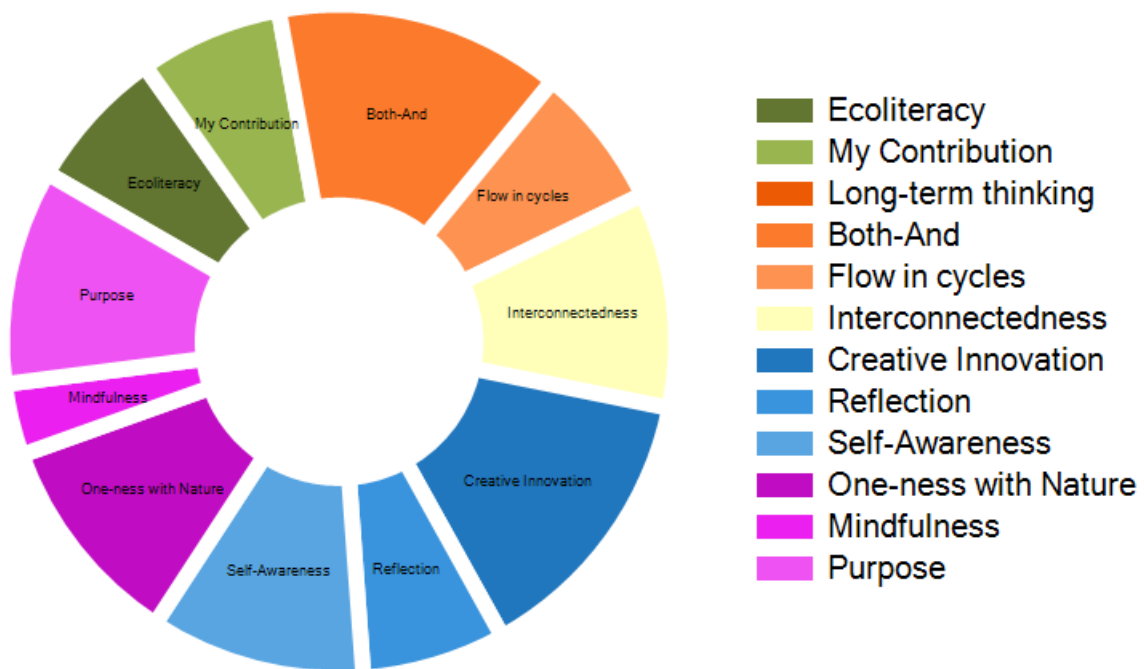 My Contribution
Both-And
Ecoliteracy
Flow in cycles
Purpose
Interconnectedness
Mindfulness
One-ness with Nature
Creative Innovation
Self-Awareness
Reflection
Ecoliteracy
My Contribution
Long-term thinking
Both-And
Flow in cycles
Interconnectedness
Creative Innovation
Reflection
Self-Awareness
One-ness with Nature
Mindfulness
Purpose